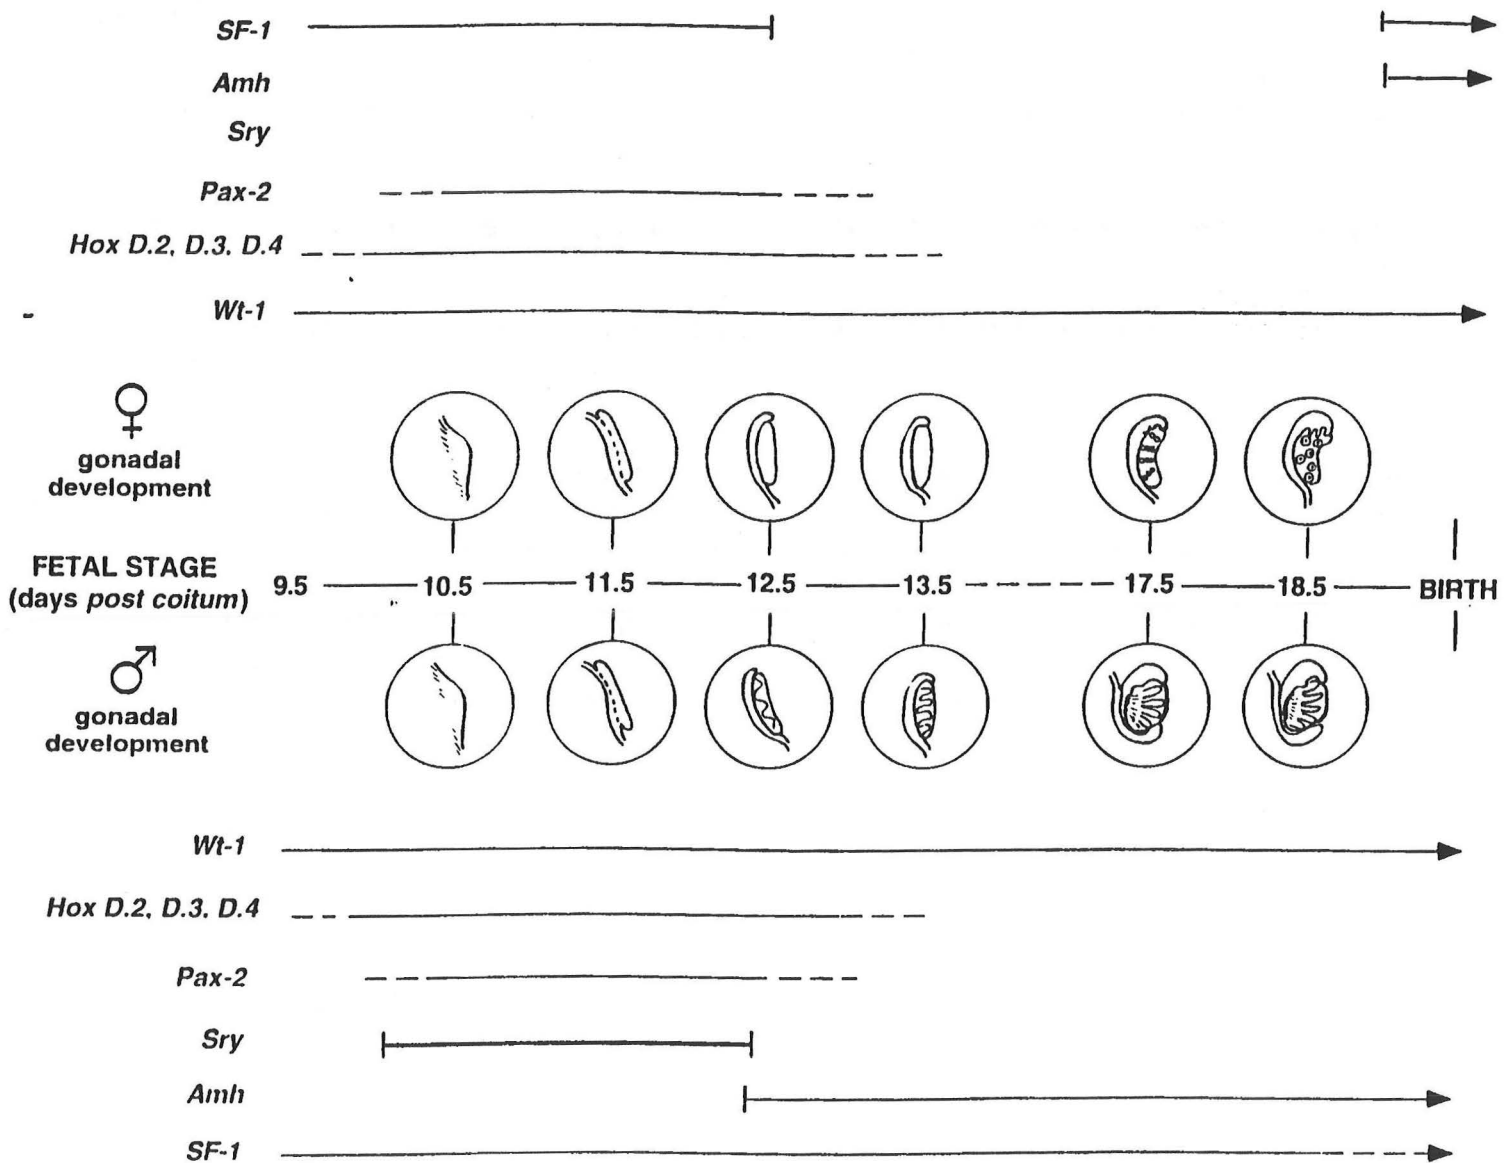 SF-1
Amh
Sry
Pax-2
Hox D.2, D.3. D.4
Wt-1
♀
gonadal
development
FETAL STAGE
(days post coitum)
9.5 10.5 11.5 12.5 13.5 17.5 18.5 BIRTH
♂
gonadal
development
Wt-1
Hox D.2, D.3. D.4
Pax-2
Sry
Amh
SF-1